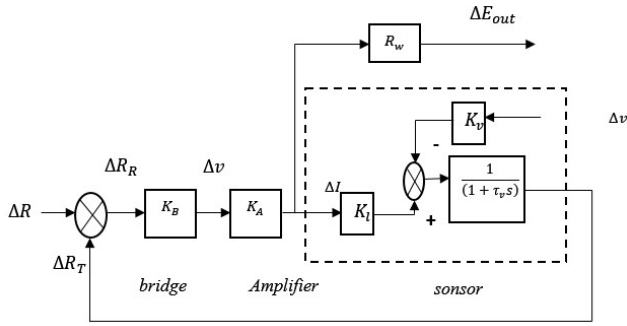 ΔE_out
R_w
K_v
Δv
-
ΔR_R
Δv
1
(1 + τ_v s)
ΔR
K_B
K_A
ΔI
K_l
+
ΔR_T
bridge
Amplifier
sonsor